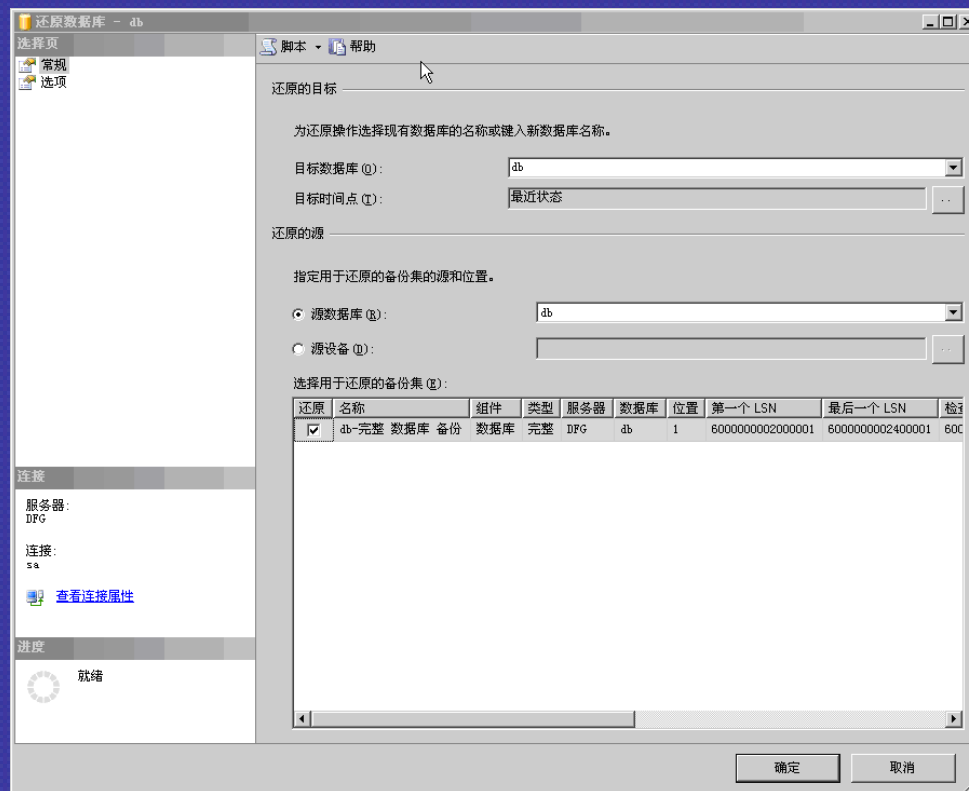 还原数据库 - db
选择页
常规
选项
脚本 帮助
还原的目标
为还原操作选择现有数据库的名称或键入新数据库名称。
目标数据库(O): db
目标时间点(T): 最近状态
还原的源
指定用于还原的备份集的源和位置。
源数据库(R): db
源设备(D):
选择用于还原的备份集(E):
还原 名称 组件 类型 服务器 数据库 位置 第一个 LSN 最后一个 LSN
db-完整 数据库 备份 数据库 完整 DFG db 1 6000000002000001 6000000002400001 600
连接
服务器:
DFG
连接:
sa
查看连接属性
进度
就绪
确定 取消